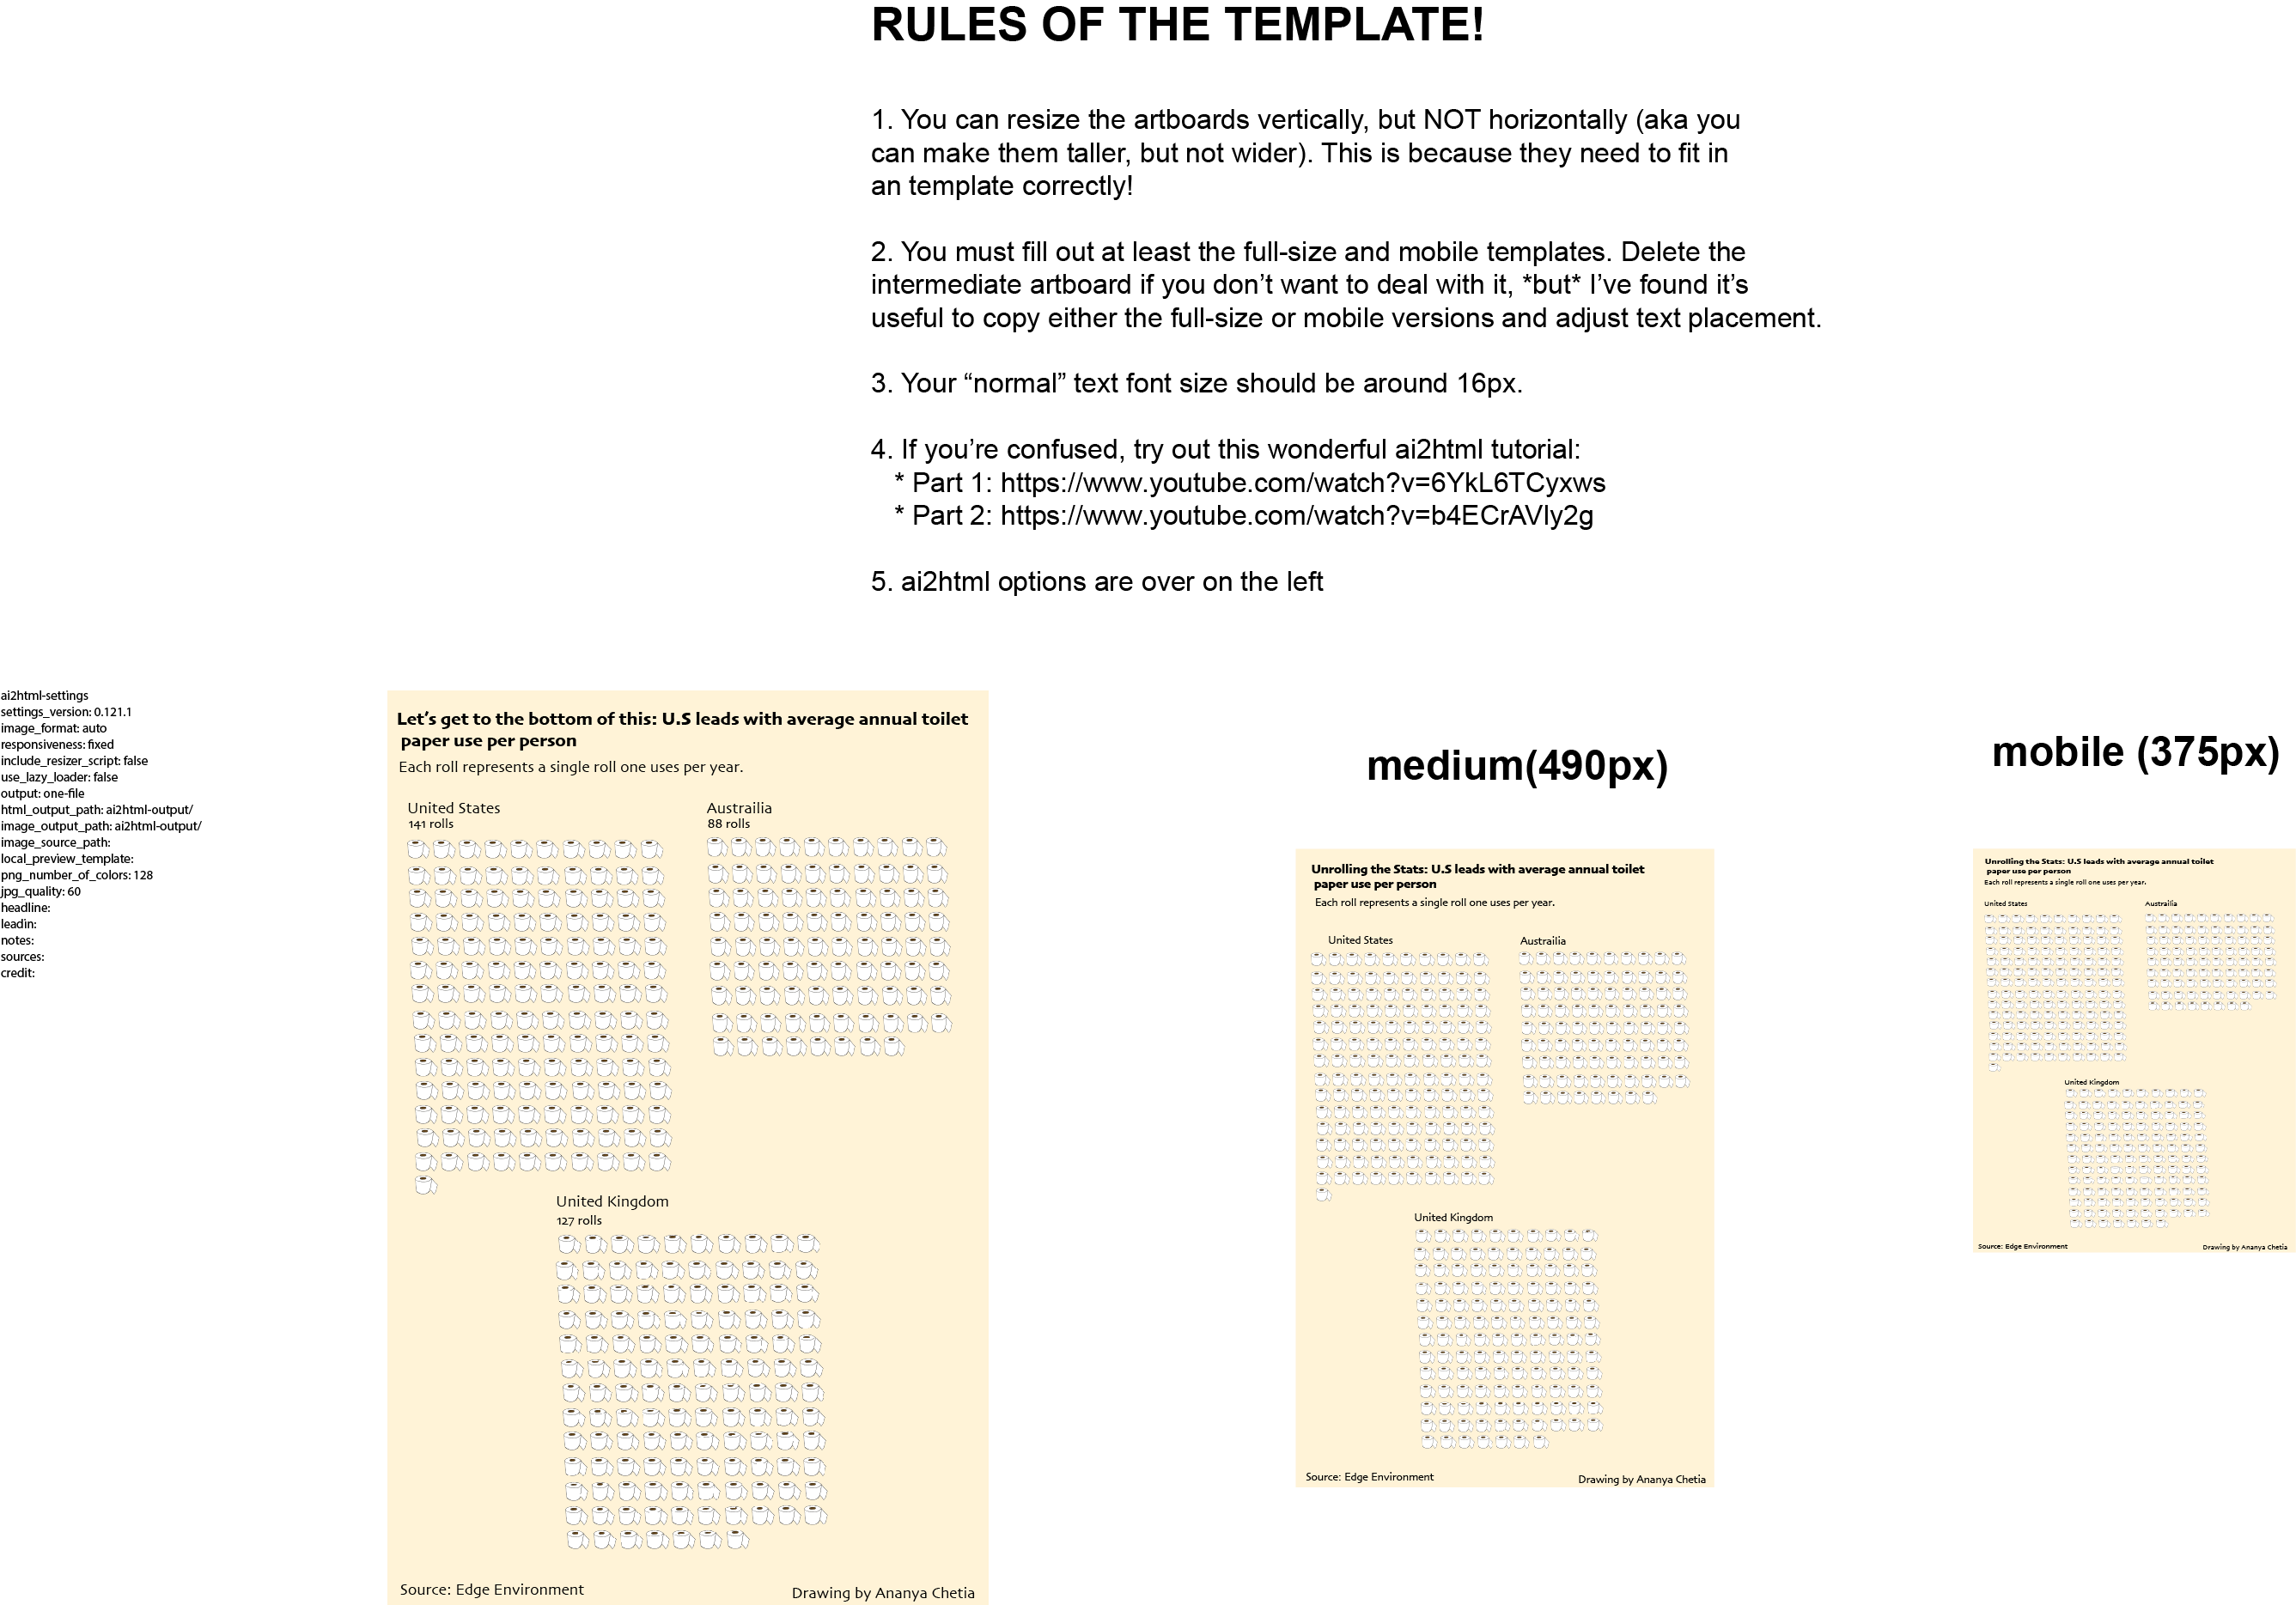 RULES OF THE TEMPLATE!
1. You can resize the artboards vertically, but NOT horizontally (aka you
can make them taller, but not wider). This is because they need to fit in
an template correctly!
2. You must fill out at least the full-size and mobile templates. Delete the
intermediate artboard if you don’t want to deal with it, *but* I’ve found it’s
useful to copy either the full-size or mobile versions and adjust text placement.
3. Your “normal” text font size should be around 16px.
4. If you’re confused, try out this wonderful ai2html tutorial:
* Part 1: https://www.youtube.com/watch?v=6YkL6TCyxws
* Part 2: https://www.youtube.com/watch?v=b4ECrAVly2g
5. ai2html options are over on the left
ai2html-settings
settings_version: 0.121.1
image_format: auto
responsiveness: fixed
include_resizer_script: false
use_lazy_loader: false
output: one-file
html_output_path: ai2html-output/
image_output_path: ai2html-output/
image_source_path:
local_preview_template:
png_number_of_colors: 128
jpg_quality: 60
headline:
leadin:
notes:
sources:
credit:
Let’s get to the bottom of this: U.S leads with average annual toilet
paper use per person
Each roll represents a single roll one uses per year.
United States
141 rolls
Austrailia
88 rolls
United Kingdom
127 rolls
Source: Edge Environment
Drawing by Ananya Chetia
medium(490px)
Unrolling the Stats: U.S leads with average annual toilet
paper use per person
Each roll represents a single roll one uses per year.
United States
Austrailia
United Kingdom
Source: Edge Environment
Drawing by Ananya Chetia
mobile (375px)
Unrolling the Stats: U.S leads with average annual toilet
paper use per person
Each roll represents a single roll one uses per year.
United States
Austrailia
United Kingdom
Source: Edge Environment
Drawing by Ananya Chetia